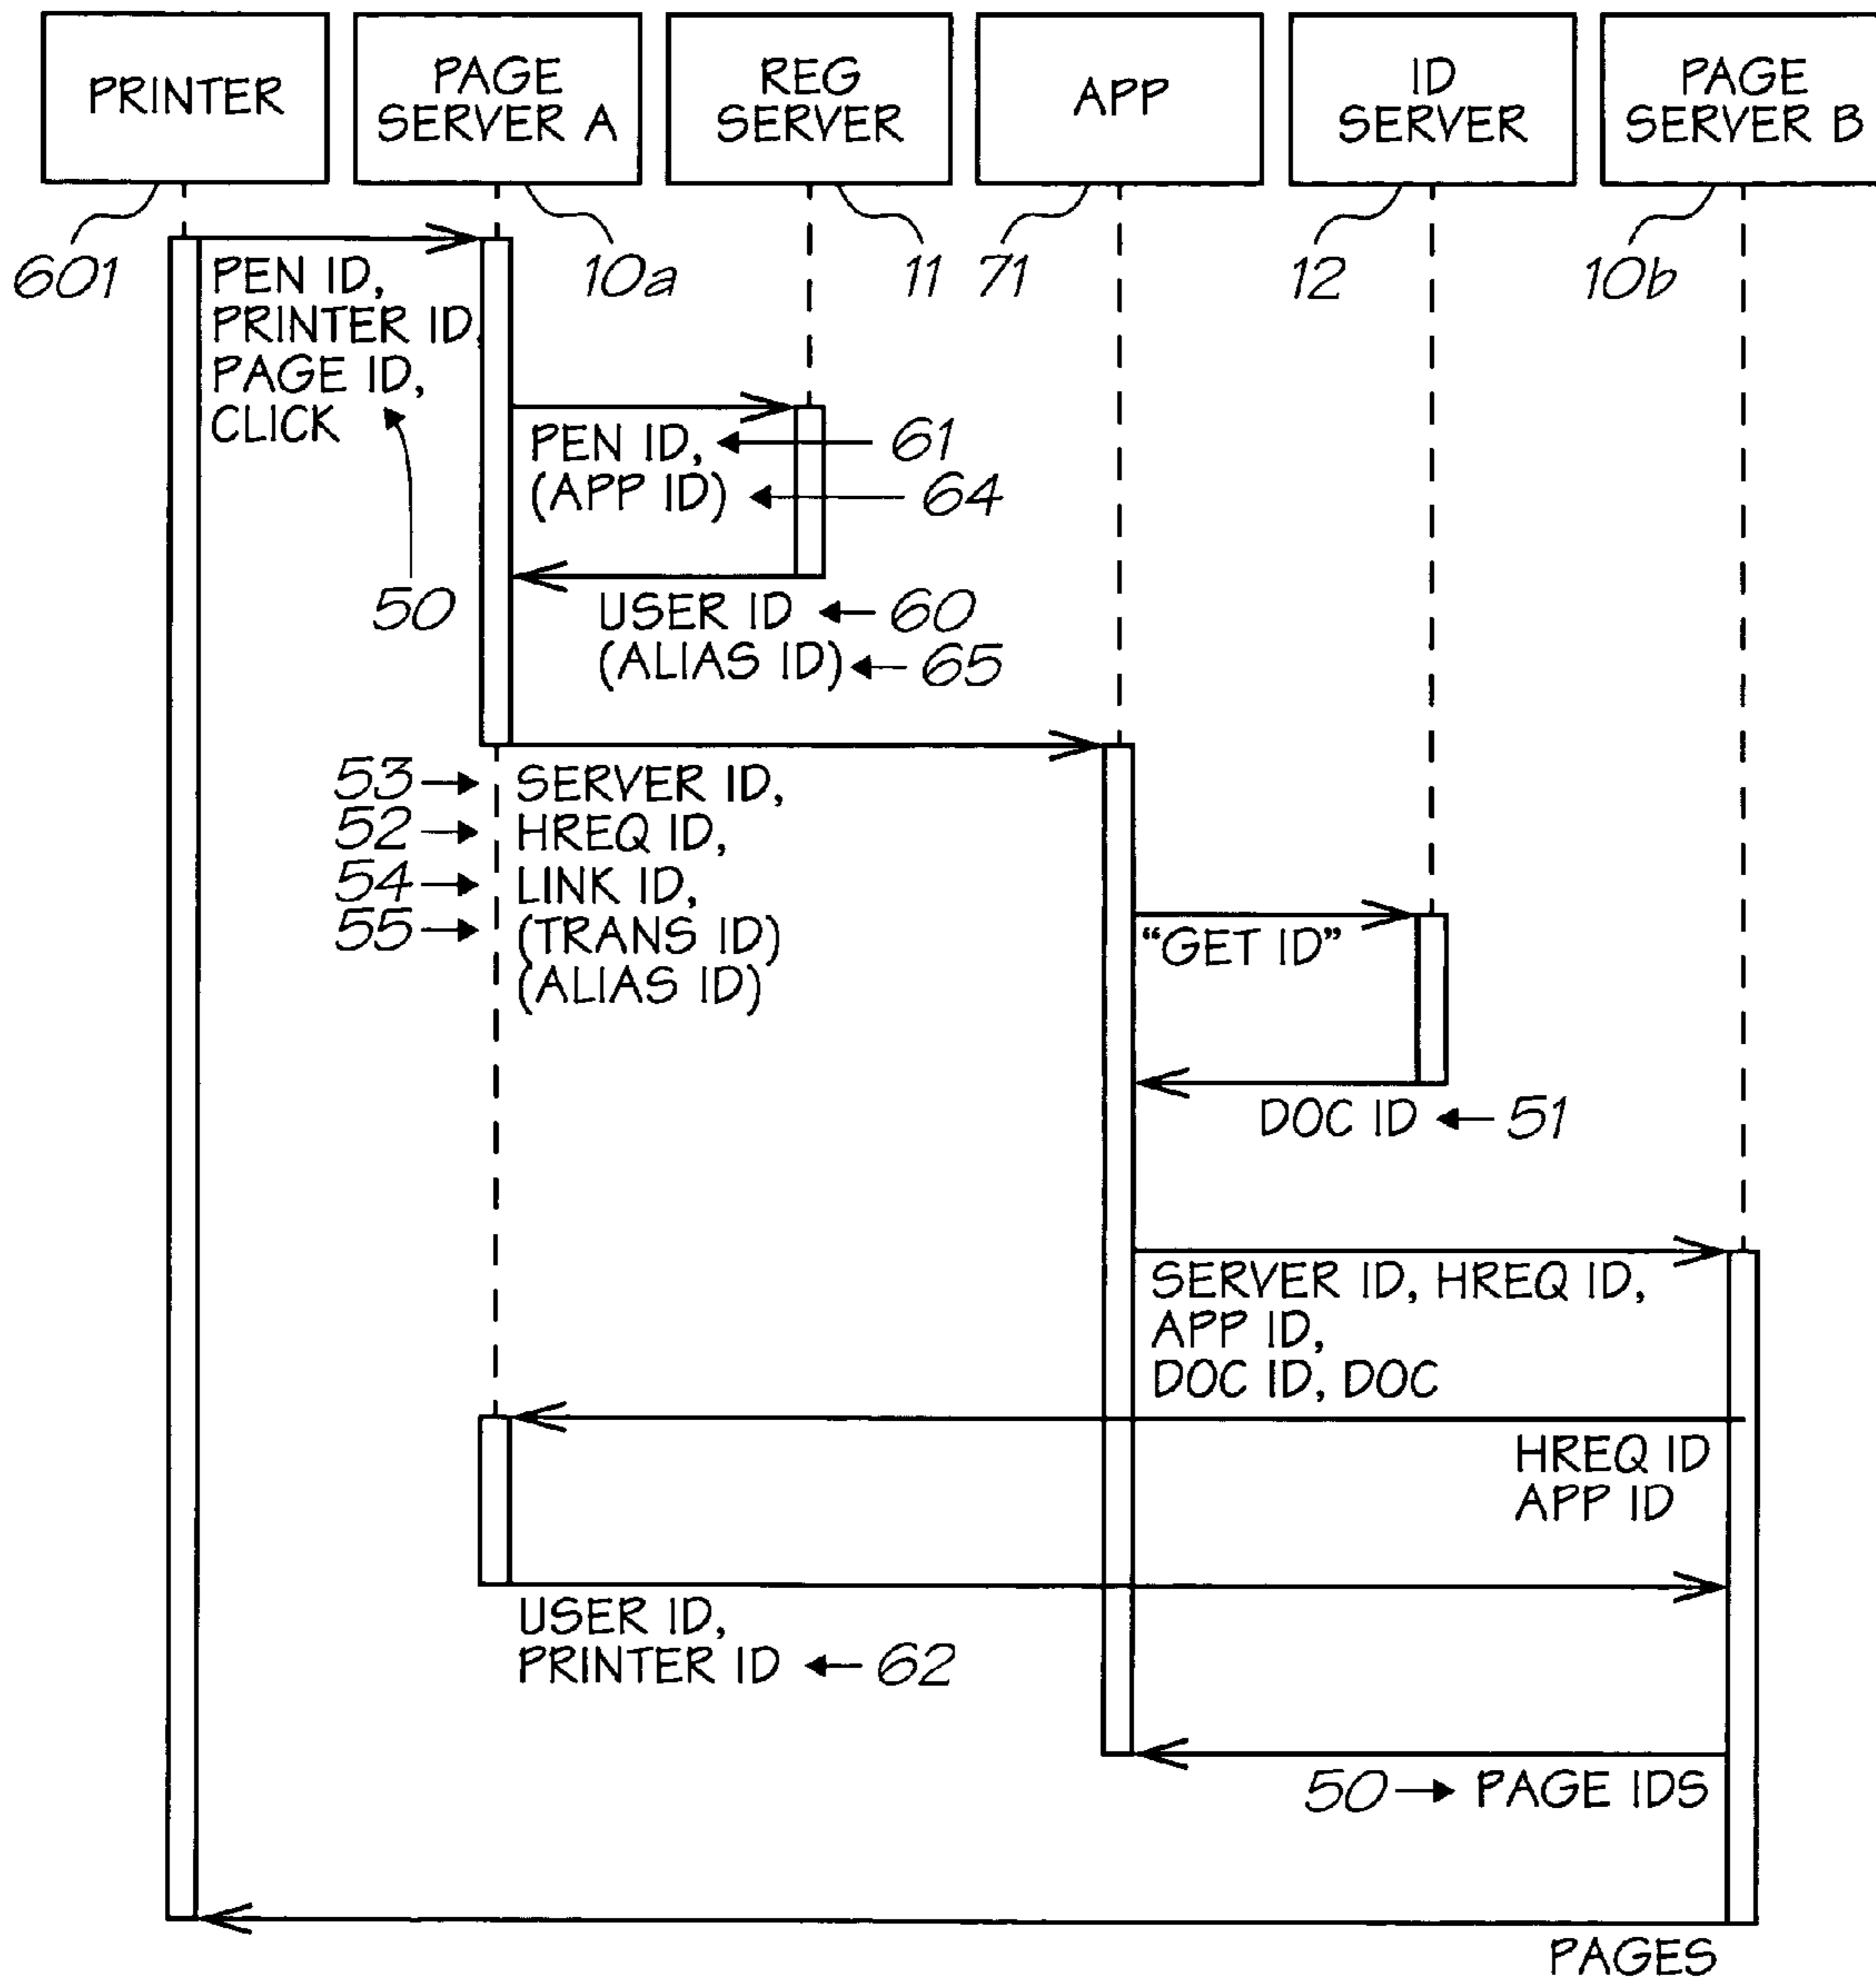 PRINTER
PAGE
SERVER A
REG
SERVER
APP
ID
SERVER
PAGE
SERVER B
601
10a
11
71
12
10b
PEN ID,
PRINTER ID,
PAGE ID,
CLICK
50
PEN ID,
(APP ID)
61
64
USER ID
(ALIAS ID)
60
65
53
52
54
55
SERVER ID,
HREQ ID,
LINK ID,
(TRANS ID)
(ALIAS ID)
“GET ID”
DOC ID
51
SERVER ID, HREQ ID,
APP ID,
DOC ID, DOC
HREQ ID
APP ID
USER ID,
PRINTER ID
62
50
PAGE IDS
PAGES